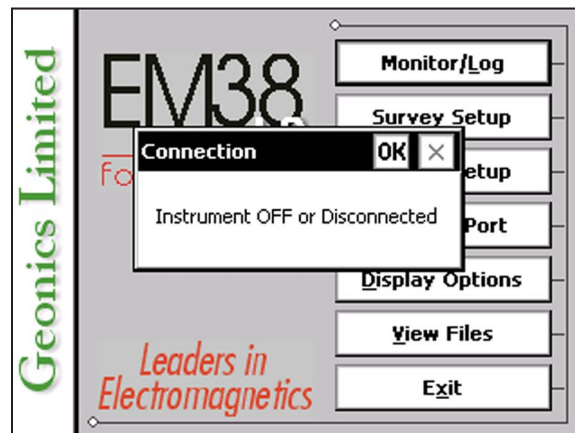 Geonics Limited
EM38
Fo
Connection OK ×
Instrument OFF or Disconnected
Monitor/Log
Survey Setup
etup
Port
Display Options
View Files
Exit
Leaders in
Electromagnetics